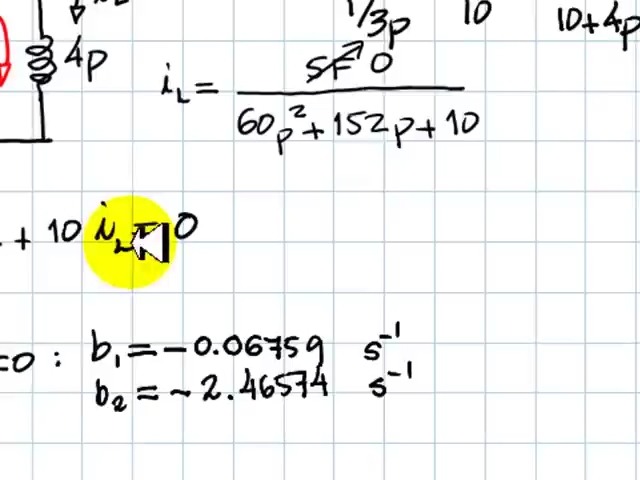 1/3p 10 10+4p
4p
i_L = SF→0 / 60p²+152p+10
+ 10 i_L = 0
=0 : b₁ = -0.06759 s⁻¹
b₂ = -2.46574 s⁻¹